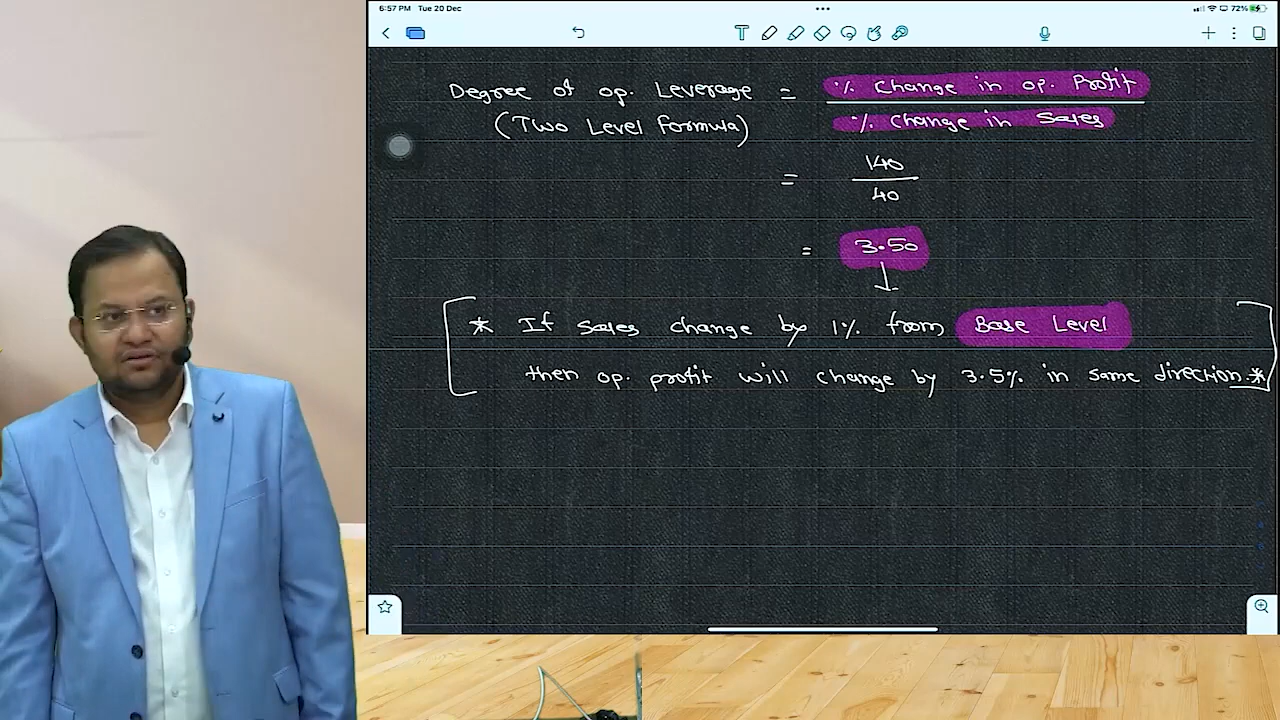 6:57 PM Tue 20 Dec
72%
T
Degree of op. Leverage = % Change in op. Profit
(Two Level Formula) % Change in Sales
= 140
40
= 3.50
* If Sales change by 1% from Base Level
then op. profit will change by 3.5% in same direction.*